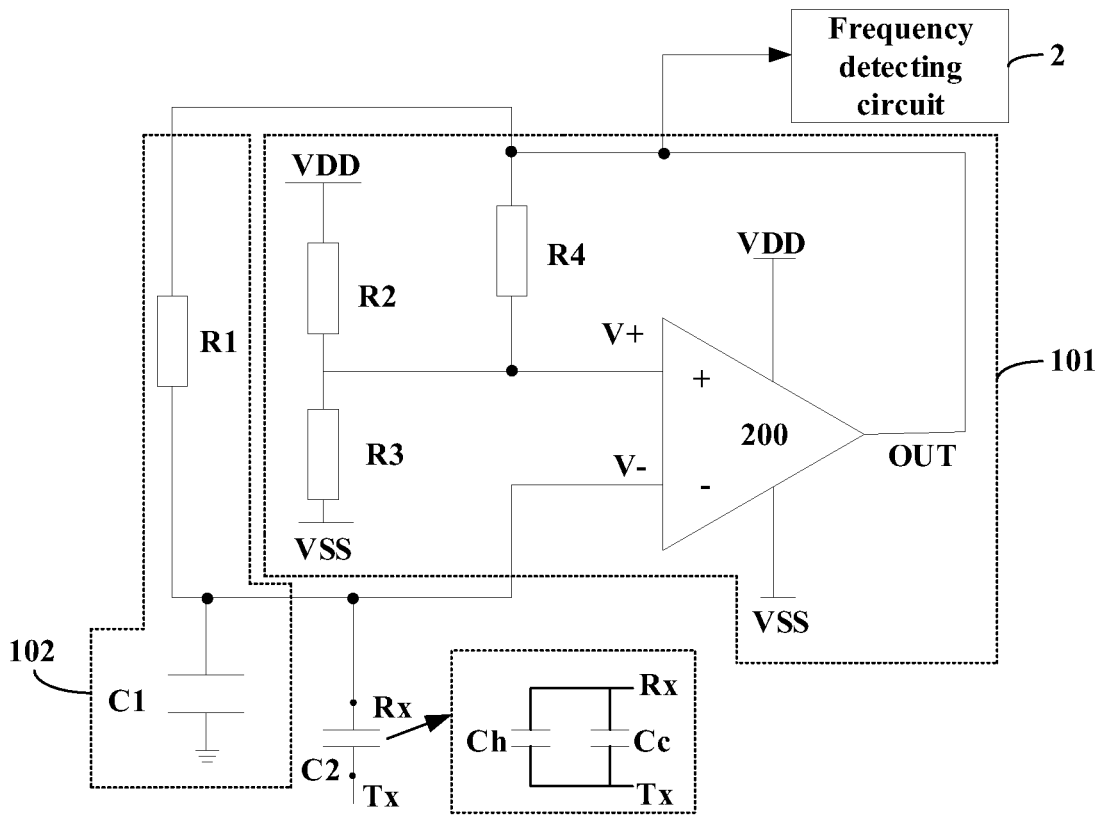 Frequency
detecting
circuit
2
VDD
R4
VDD
R2
V+
R1
101
+
200
R3
V-
OUT
-
VSS
VSS
102
C1
Rx
Rx
Ch
Cc
C2
Tx
Tx